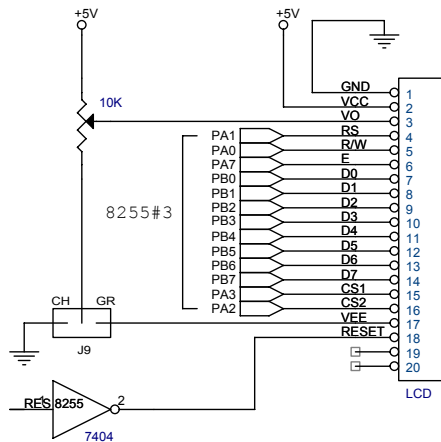 +5V
+5V
10K
GND 1
VCC 2
VO 3
PA1 RS 4
PA0 R/W 5
PA7 E 6
PB0 D0 7
PB1 D1 8
PB2 D2 9
PB3 D3 10
PB4 D4 11
PB5 D5 12
PB6 D6 13
PB7 D7 14
PA3 CS1 15
PA2 CS2 16
8255#3
CH GR
VEE 17
J9
RESET 18
19
20
LCD
RES 8255
1
2
7404